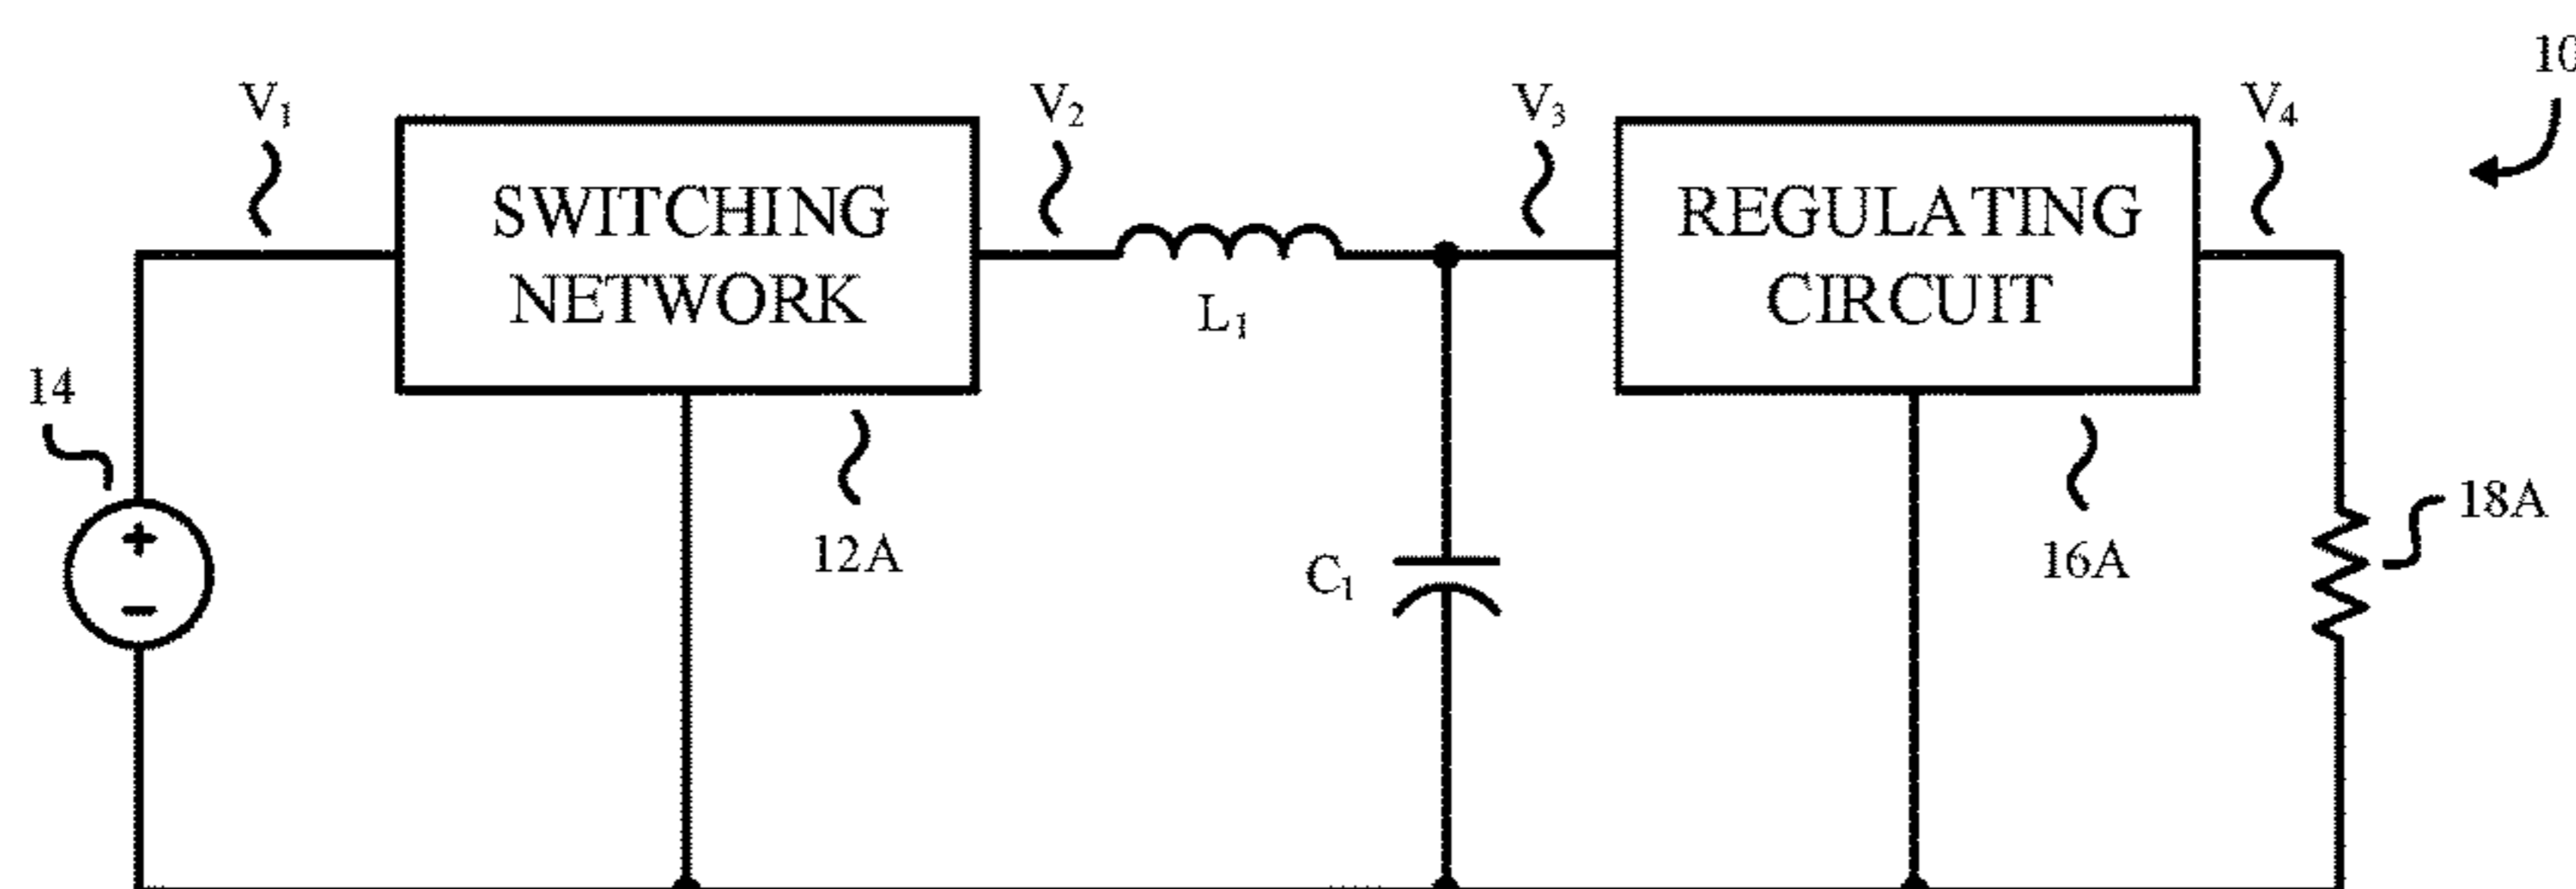 10
V₁
V₂
V₃
V₄
SWITCHING
NETWORK
REGULATING
CIRCUIT
L₁
14
12A
C₁
16A
18A
+
−